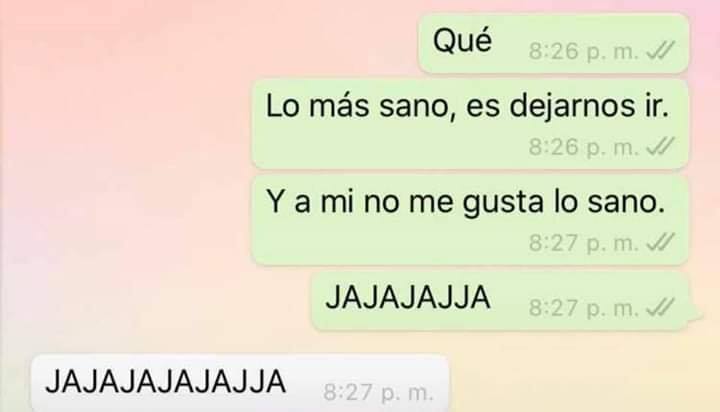 Qué 8:26 p. m.
Lo más sano, es dejarnos ir.
8:26 p. m.
Y a mi no me gusta lo sano.
8:27 p. m.
JAJAJAJJA 8:27 p. m.
JAJAJAJAJAJJA 8:27 p. m.